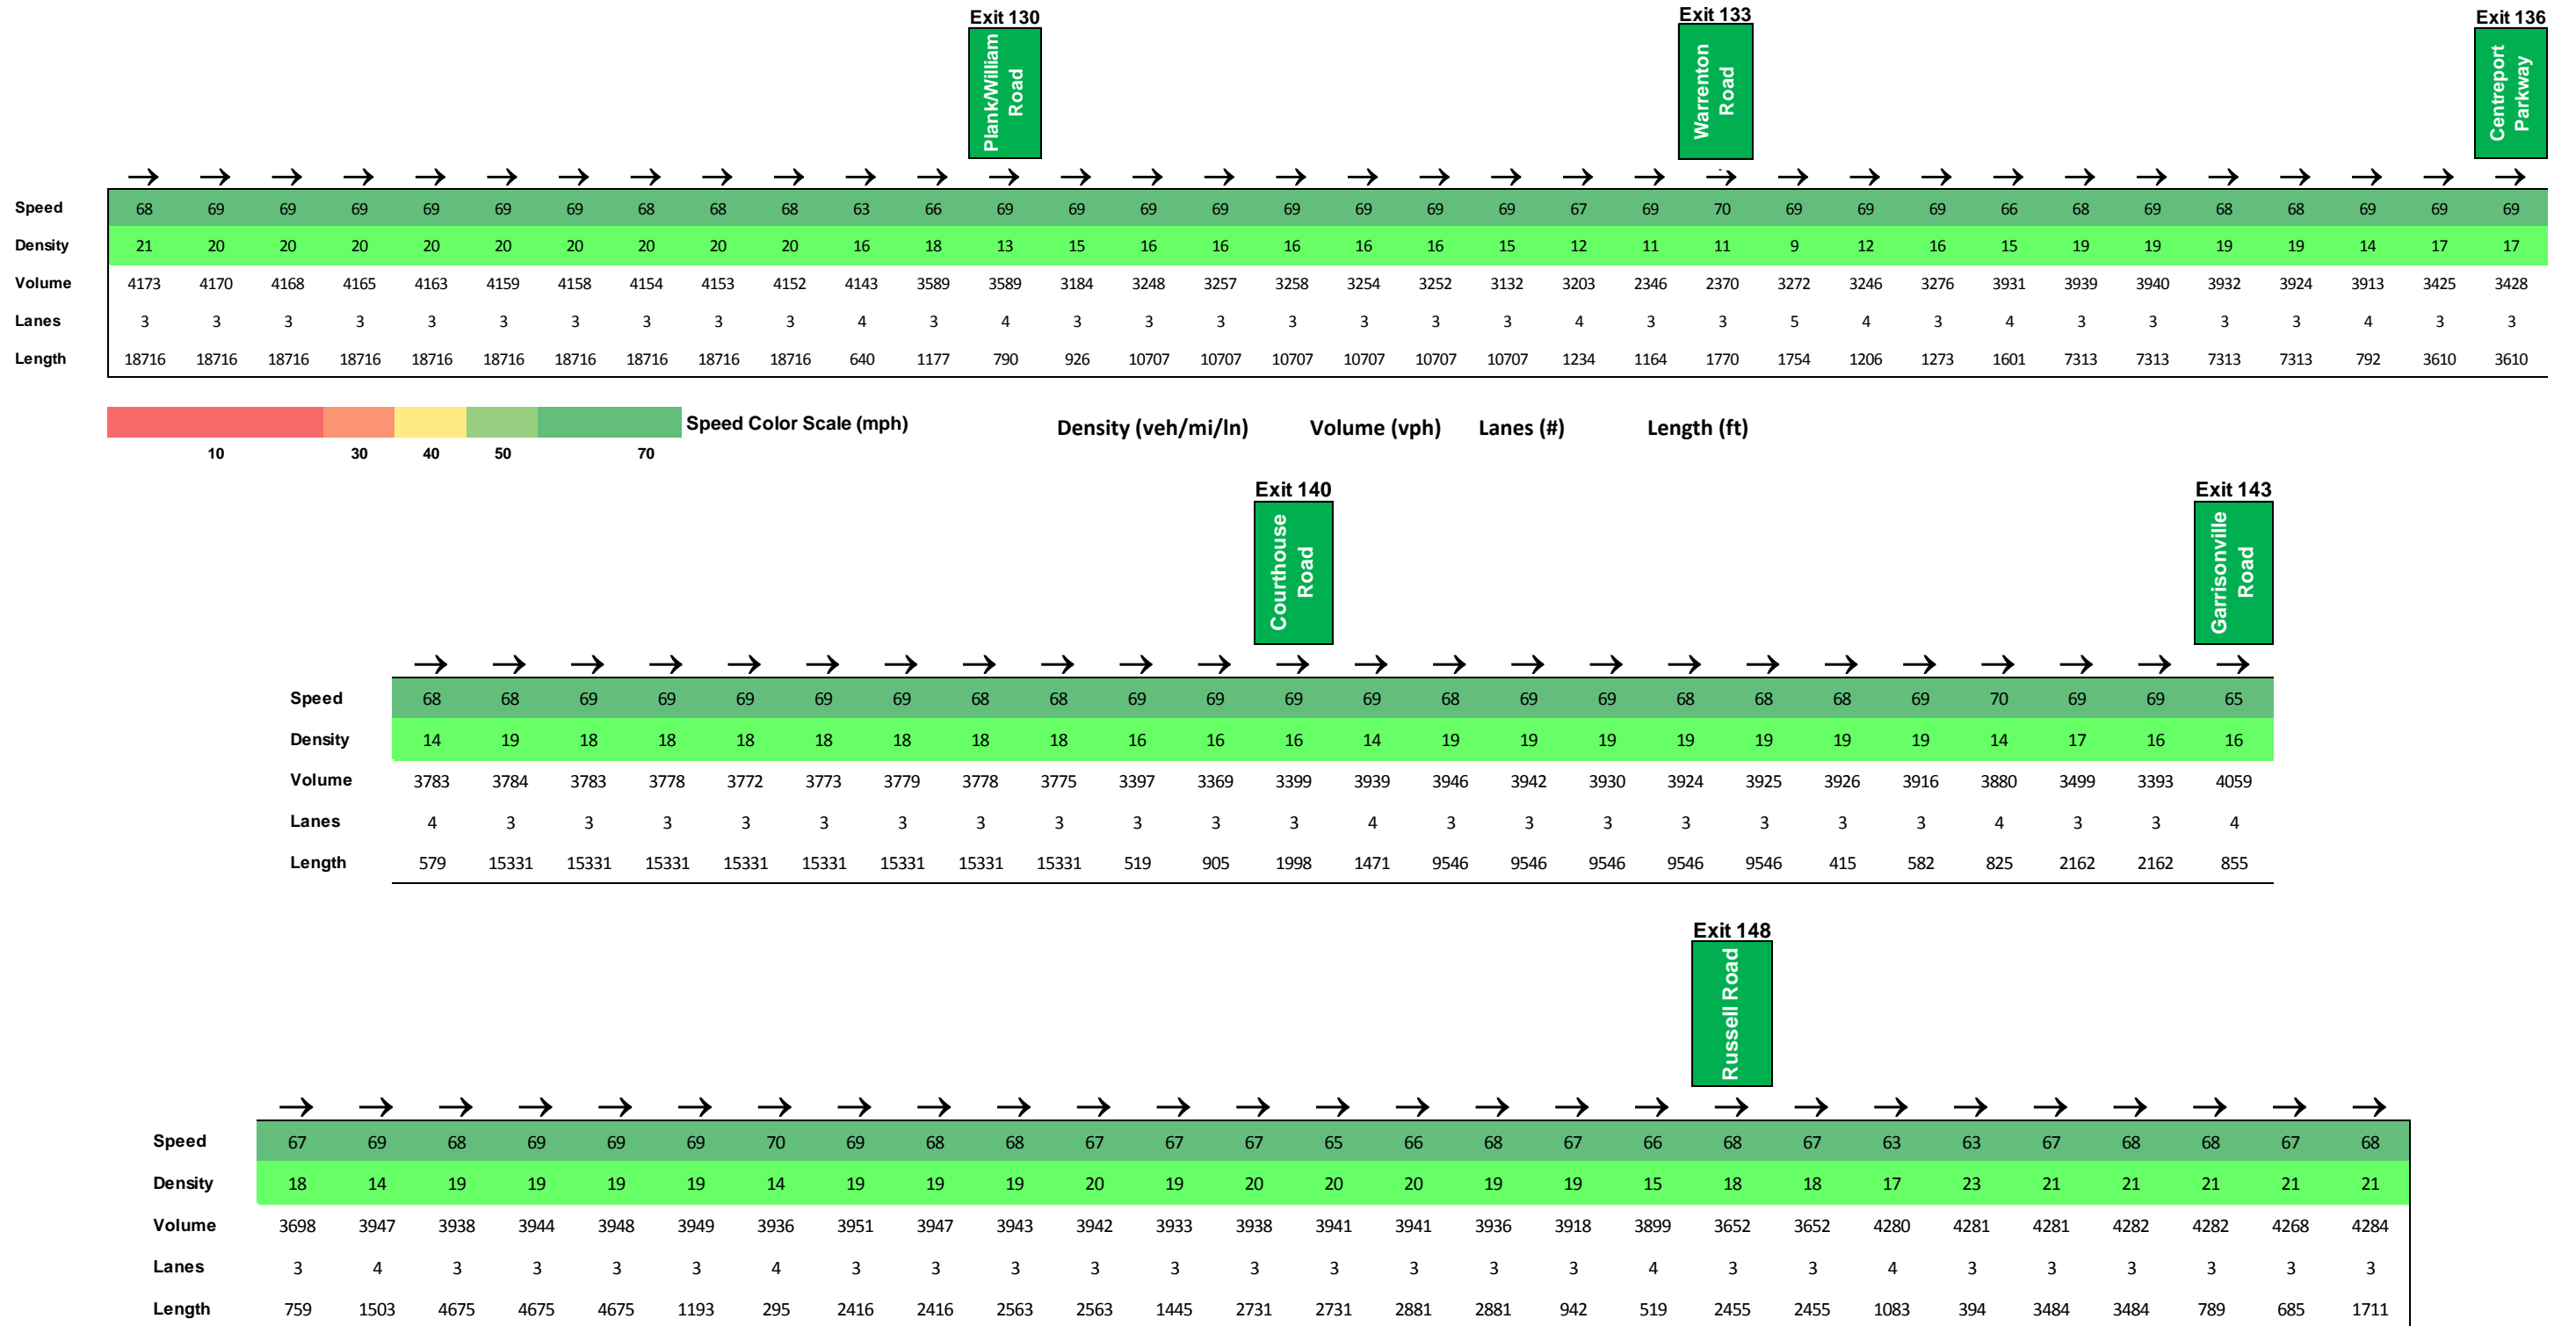 Exit 130
Exit 133
Exit 136
Plank/William
Road
Warrenton
Road
Centreport
Parkway
→ → → → → → → → → → → → → → → → → → → → → → → → → → → → → → → → → →
Speed 68 69 69 69 69 69 69 68 68 68 63 66 69 69 69 69 69 69 69 69 67 69 70 69 69 69 66 68 69 68 68 69 69 69
Density 21 20 20 20 20 20 20 20 20 20 16 18 13 15 16 16 16 16 16 15 12 11 11 9 12 16 15 19 19 19 19 14 17 17
Volume 4173 4170 4168 4165 4163 4159 4158 4154 4153 4152 4143 3589 3589 3184 3248 3257 3258 3254 3252 3132 3203 2346 2370 3272 3246 3276 3931 3939 3940 3932 3924 3913 3425 3428
Lanes 3 3 3 3 3 3 3 3 3 3 4 3 4 3 3 3 3 3 3 3 4 3 3 5 4 3 4 3 3 3 3 4 3 3
Length 18716 18716 18716 18716 18716 18716 18716 18716 18716 18716 640 1177 790 926 10707 10707 10707 10707 10707 10707 1234 1164 1770 1754 1206 1273 1601 7313 7313 7313 7313 792 3610 3610
Speed Color Scale (mph) Density (veh/mi/ln) Volume (vph) Lanes (#) Length (ft)
10 30 40 50 70
Exit 140
Exit 143
Courthouse
Road
Garrisonville
Road
→ → → → → → → → → → → → → → → → → → → → → → → →
Speed 68 68 69 69 69 69 69 68 68 69 69 69 69 68 69 69 68 68 68 69 70 69 69 65
Density 14 19 18 18 18 18 18 18 18 16 16 16 14 19 19 19 19 19 19 19 14 17 16 16
Volume 3783 3784 3783 3778 3772 3773 3779 3778 3775 3397 3369 3399 3939 3946 3942 3930 3924 3925 3926 3916 3880 3499 3393 4059
Lanes 4 3 3 3 3 3 3 3 3 3 3 3 4 3 3 3 3 3 3 3 4 3 3 4
Length 579 15331 15331 15331 15331 15331 15331 15331 15331 519 905 1998 1471 9546 9546 9546 9546 9546 415 582 825 2162 2162 855
Exit 148
Russell Road
→ → → → → → → → → → → → → → → → → → → → → → → → → → →
Speed 67 69 68 69 69 69 70 69 68 68 67 67 67 65 66 68 67 66 68 67 63 63 67 68 68 67 68
Density 18 14 19 19 19 19 14 19 19 19 20 19 20 20 20 19 19 15 18 18 17 23 21 21 21 21 21
Volume 3698 3947 3938 3944 3948 3949 3936 3951 3947 3943 3942 3933 3938 3941 3941 3936 3918 3899 3652 3652 4280 4281 4281 4282 4282 4268 4284
Lanes 3 4 3 3 3 3 4 3 3 3 3 3 3 3 3 3 3 4 3 3 4 3 3 3 3 3 3
Length 759 1503 4675 4675 4675 1193 295 2416 2416 2563 2563 1445 2731 2731 2881 2881 942 519 2455 2455 1083 394 3484 3484 789 685 1711